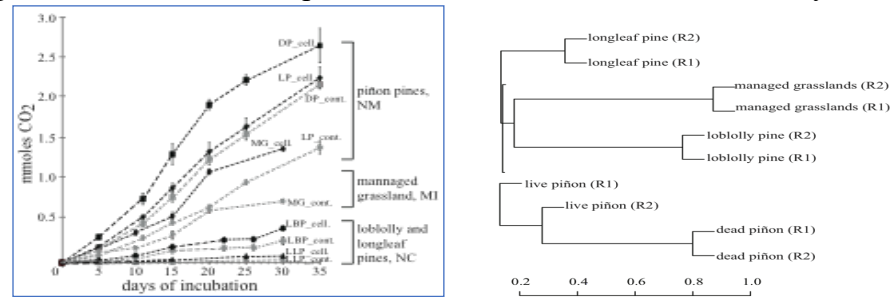 mmoles CO2
3.0
2.5
2.0
1.5
1.0
0.5
0
5
10
15
20
25
30
35
days of incubation
DP_cell.
LP_cell.
DP_cont.
LP_cont.
MG_cell.
MG_cont.
LBP_cell.
LBP_cont.
LLP_cell.
LLP_cont.
piñon pines,
NM
mannaged
grassland, MI
loblolly and
longleaf
pines, NC
longleaf pine (R2)
longleaf pine (R1)
managed grasslands (R2)
managed grasslands (R1)
loblolly pine (R2)
loblolly pine (R1)
live piñon (R1)
live piñon (R2)
dead piñon (R1)
dead piñon (R2)
0.2
0.4
0.6
0.8
1.0